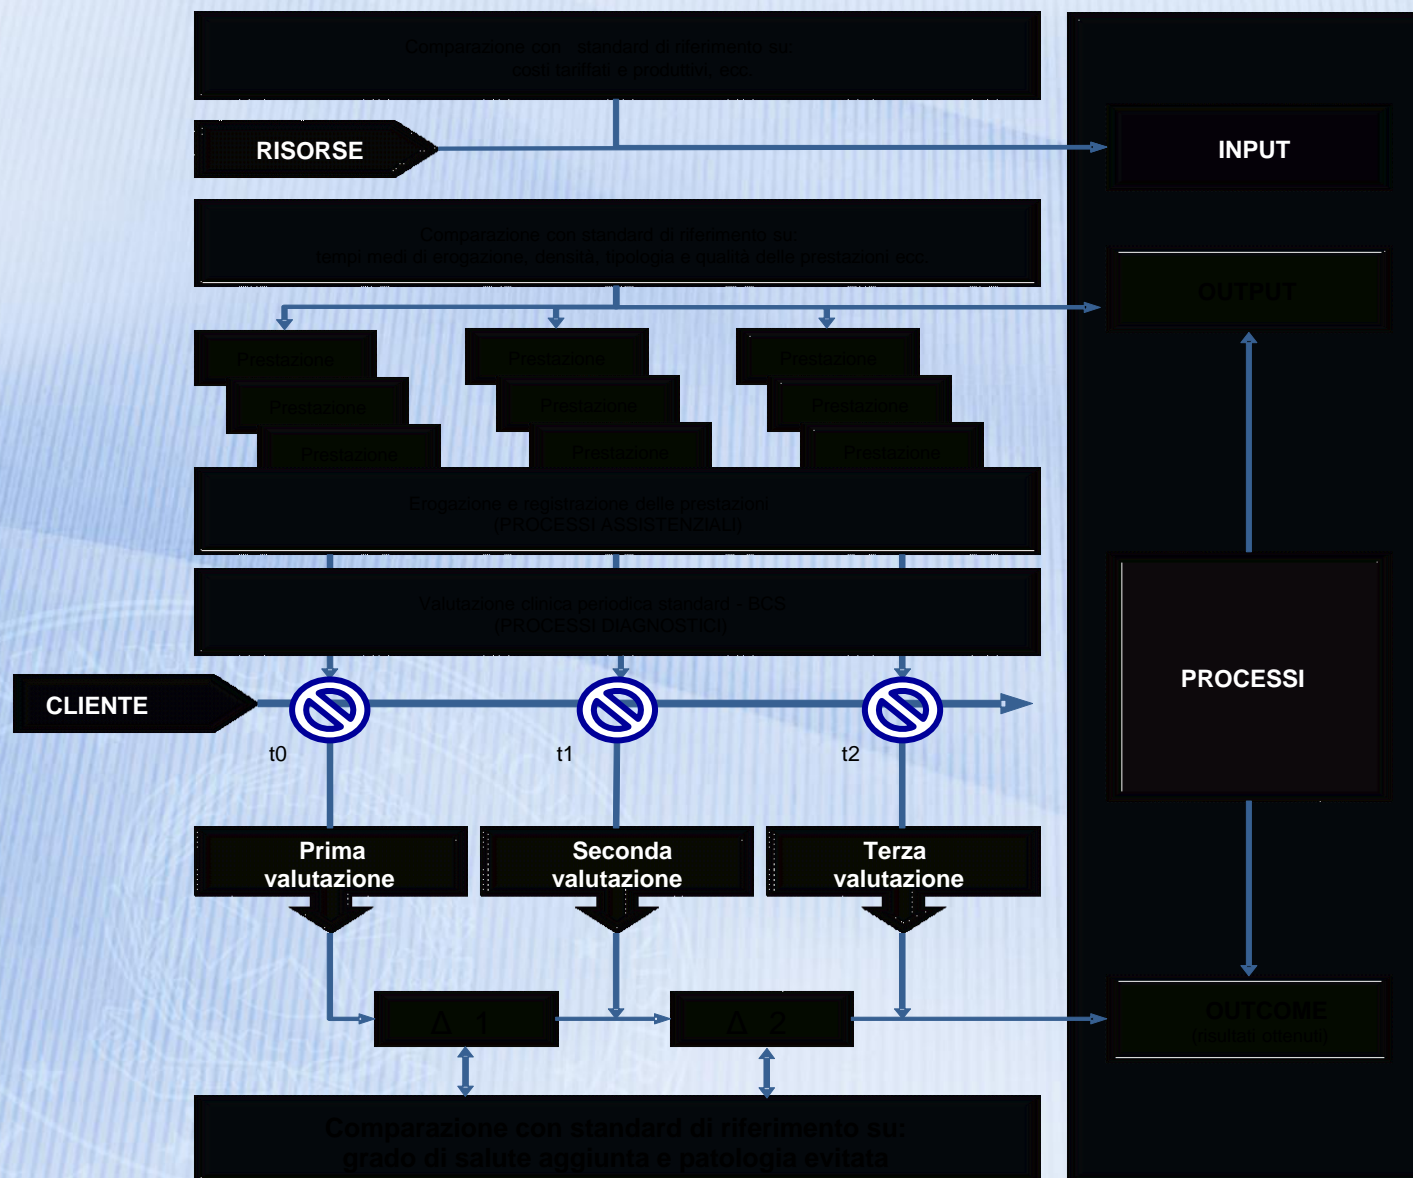 Comparazione con standard di riferimento su:
costi tariffati e produttivi, ecc.
RISORSE
INPUT
Comparazione con standard di riferimento su:
tempi medi di erogazione, densità, tipologia e qualità delle prestazioni ecc.
OUTPUT
Prestazione
Prestazione
Prestazione
Prestazione
Prestazione
Prestazione
Prestazione
Prestazione
Prestazione
Erogazione e registrazione delle prestazioni
(PROCESSI ASSISTENZIALI)
Valutazione clinica periodica standard - BCS
(PROCESSI DIAGNOSTICI)
PROCESSI
CLIENTE
t0
t1
t2
Prima
valutazione
Seconda
valutazione
Terza
valutazione
Δ 1
Δ 2
OUTCOME
(risultati ottenuti)
Comparazione con standard di riferimento su:
grado di salute aggiunta e patologia evitata